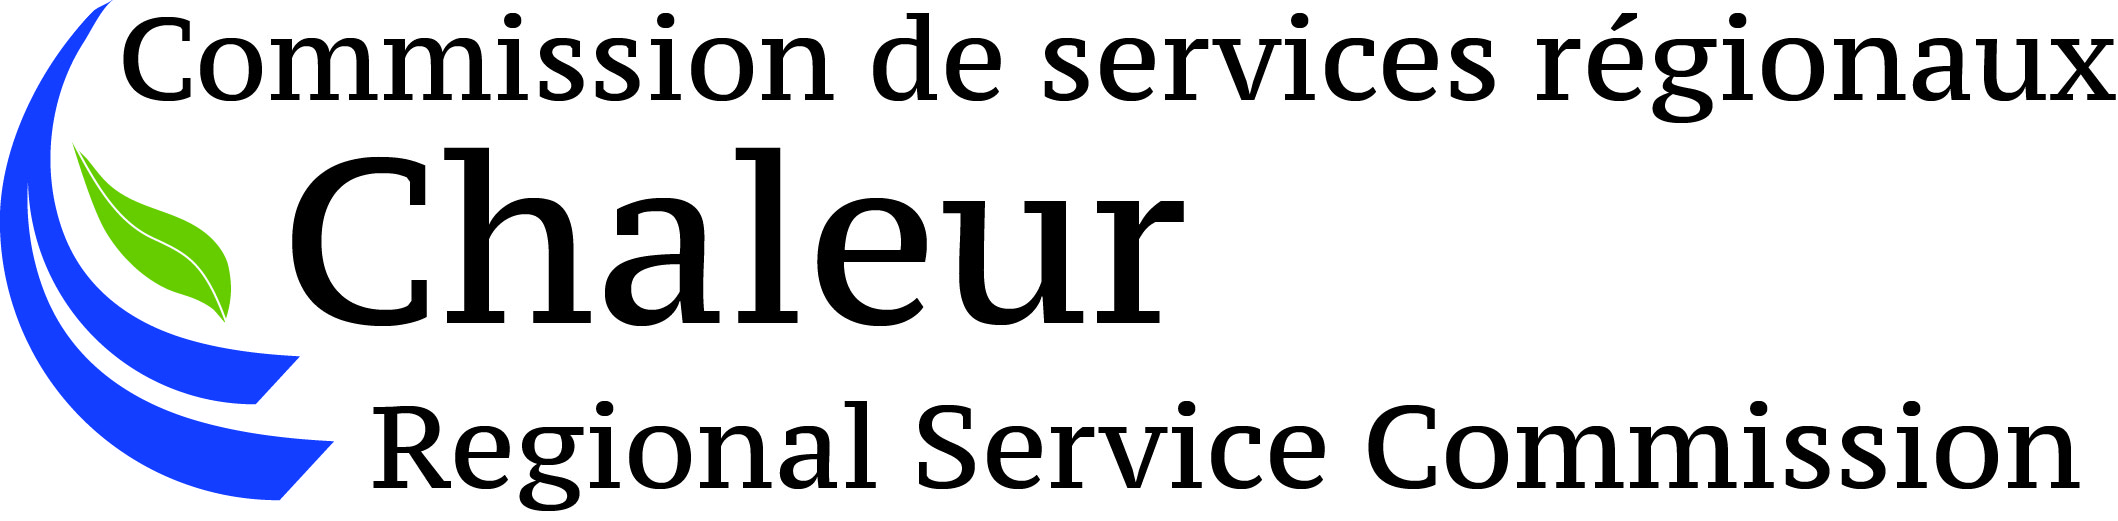 Commission de services régionaux
Chaleur
Regional Service Commission